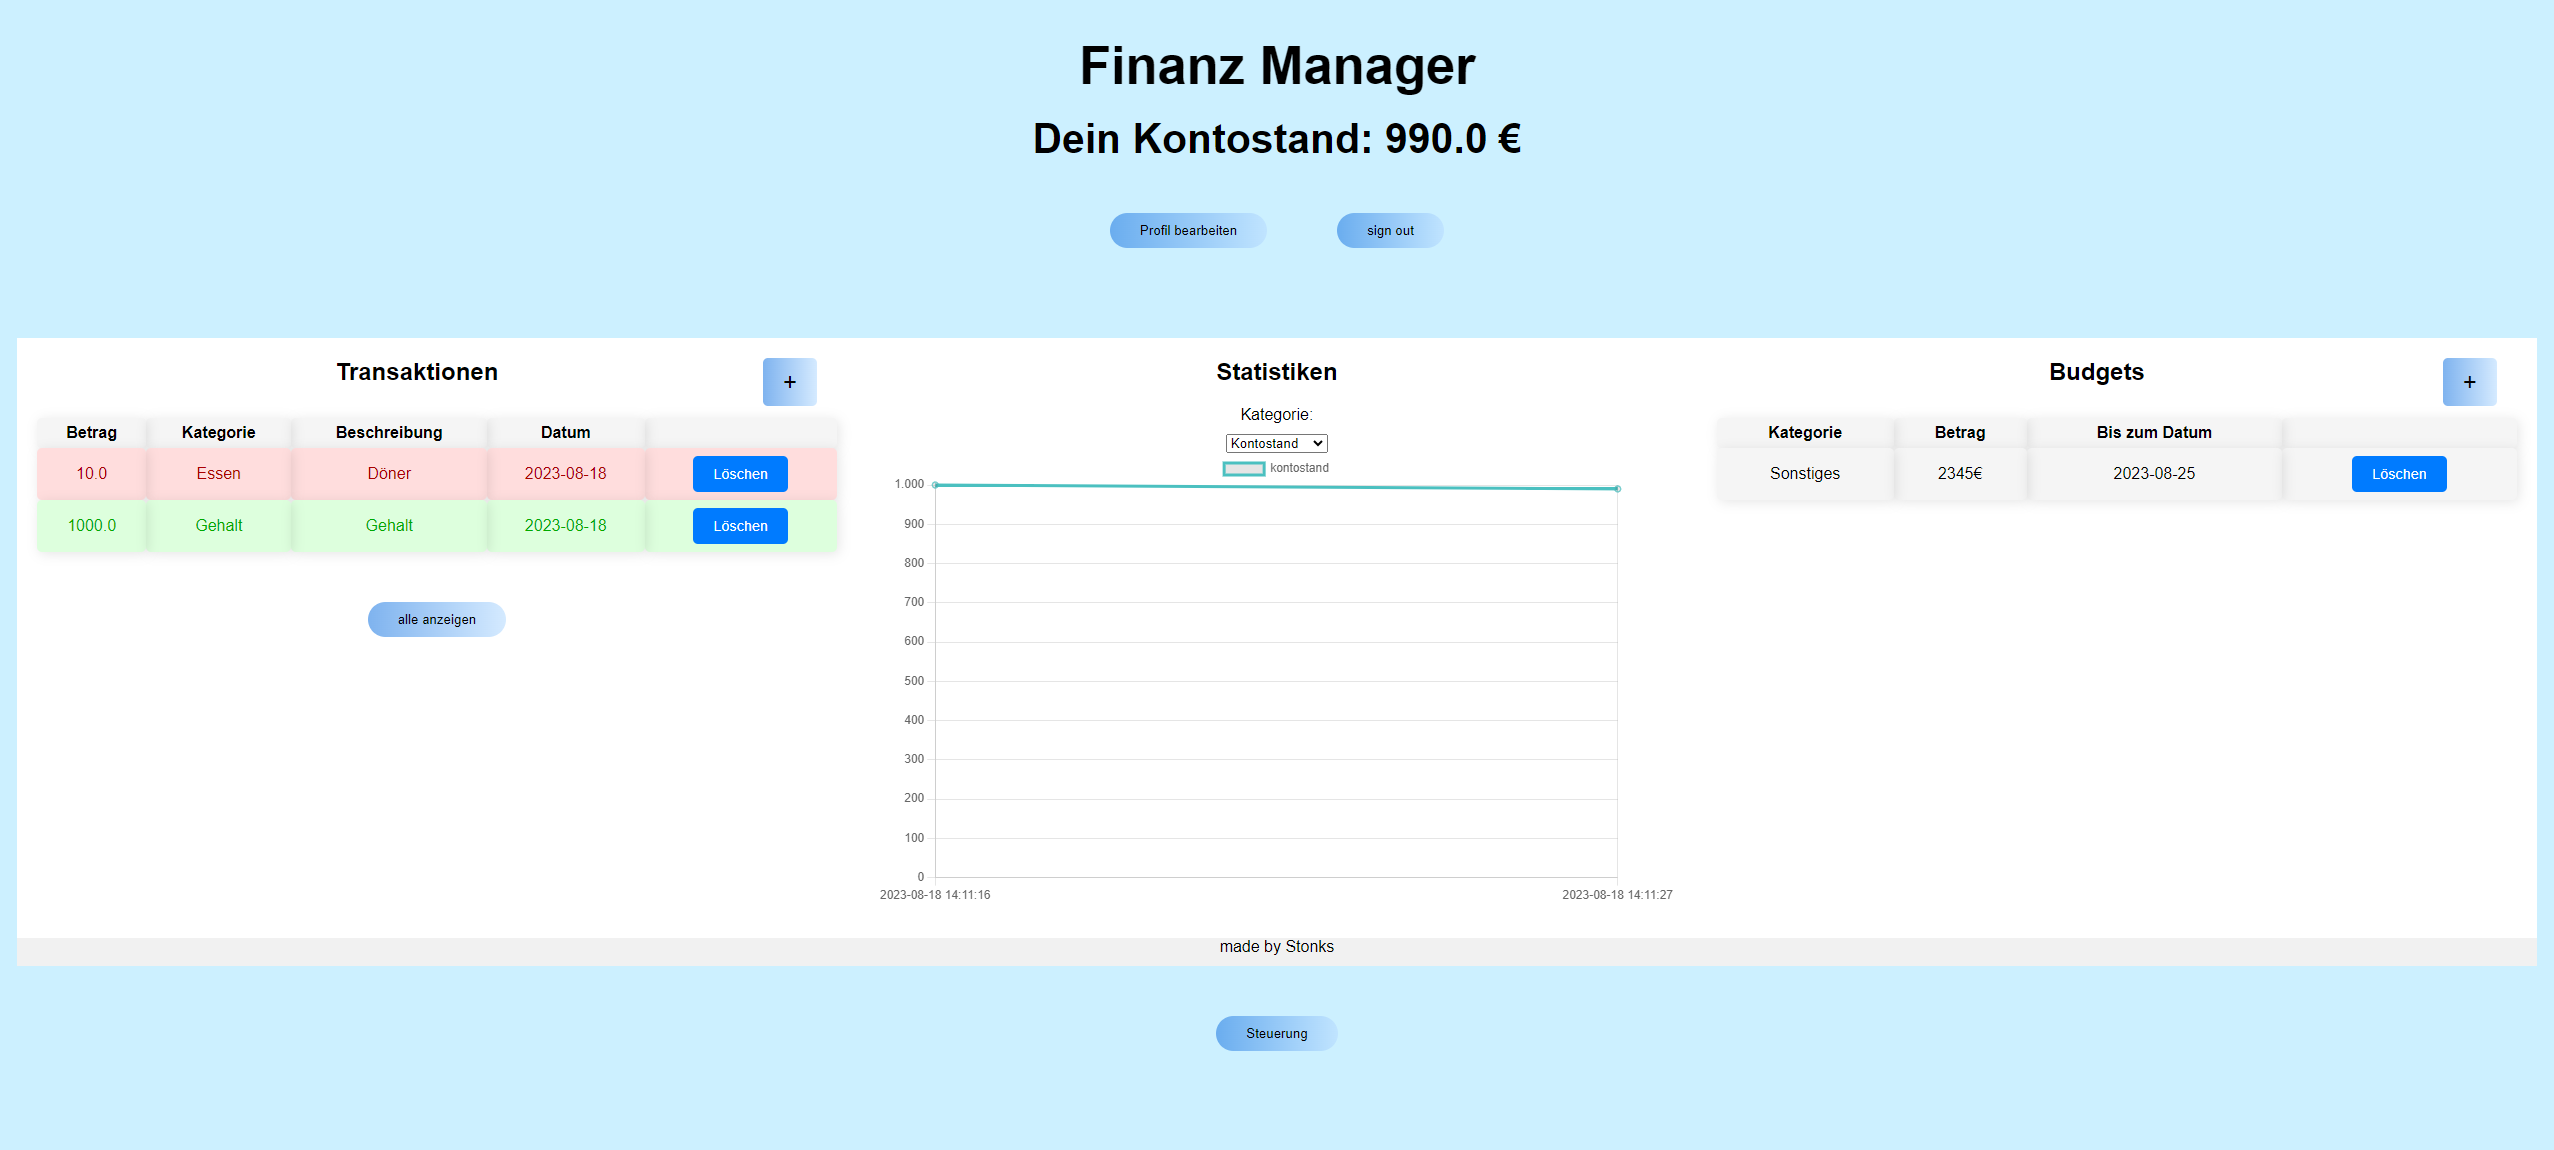 Finanz Manager
Dein Kontostand: 990.0 €
Profil bearbeiten
sign out
Transaktionen
+
Betrag Kategorie Beschreibung Datum
10.0 Essen Döner 2023-08-18 Löschen
1000.0 Gehalt Gehalt 2023-08-18 Löschen
alle anzeigen
Statistiken
Kategorie:
Kontostand
kontostand
1.000
900
800
700
600
500
400
300
200
100
0
2023-08-18 14:11:16
2023-08-18 14:11:27
Budgets
+
Kategorie Betrag Bis zum Datum
Sonstiges 2345€ 2023-08-25 Löschen
made by Stonks
Steuerung